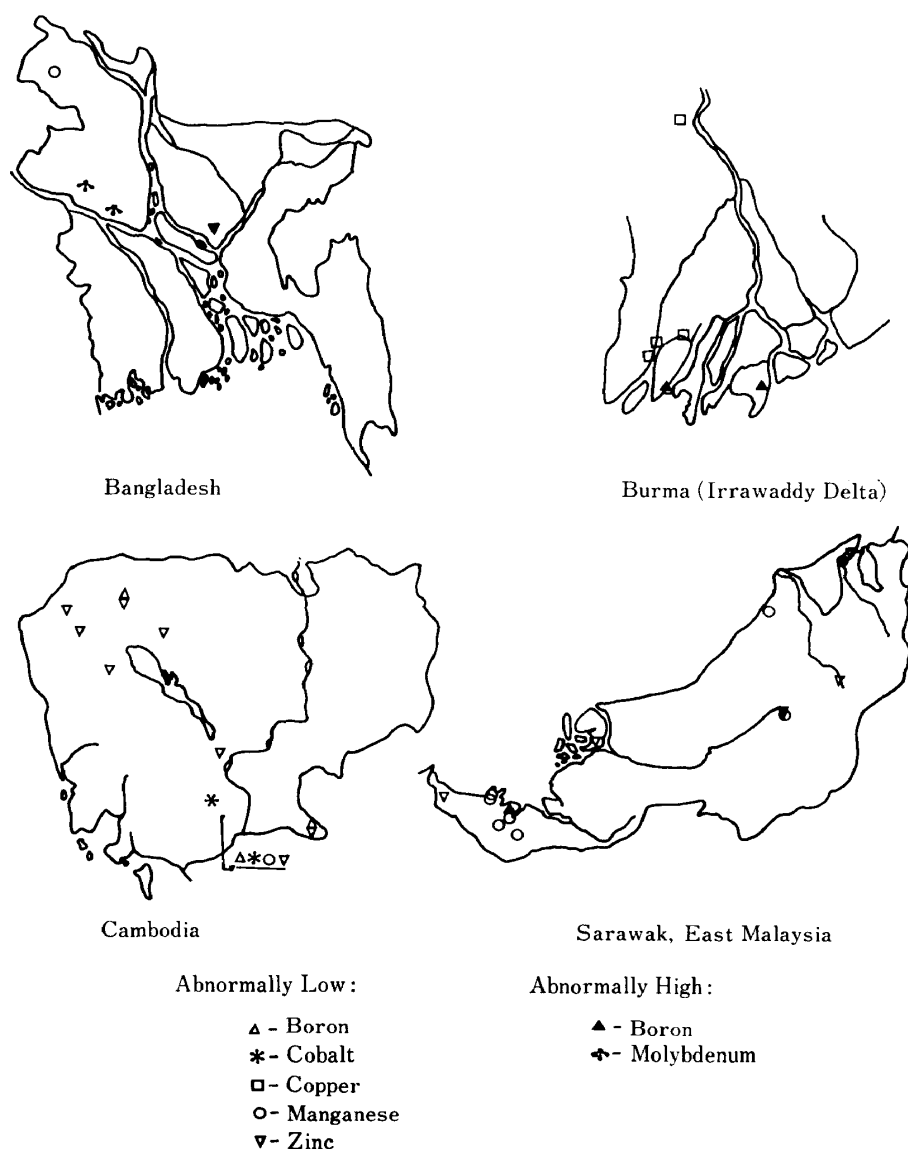 Bangladesh
Burma (Irrawaddy Delta)
Cambodia
Sarawak, East Malaysia
Abnormally Low:
△ - Boron
* - Cobalt
□ - Copper
○ - Manganese
▽ - Zinc
Abnormally High:
▲ - Boron
- Molybdenum